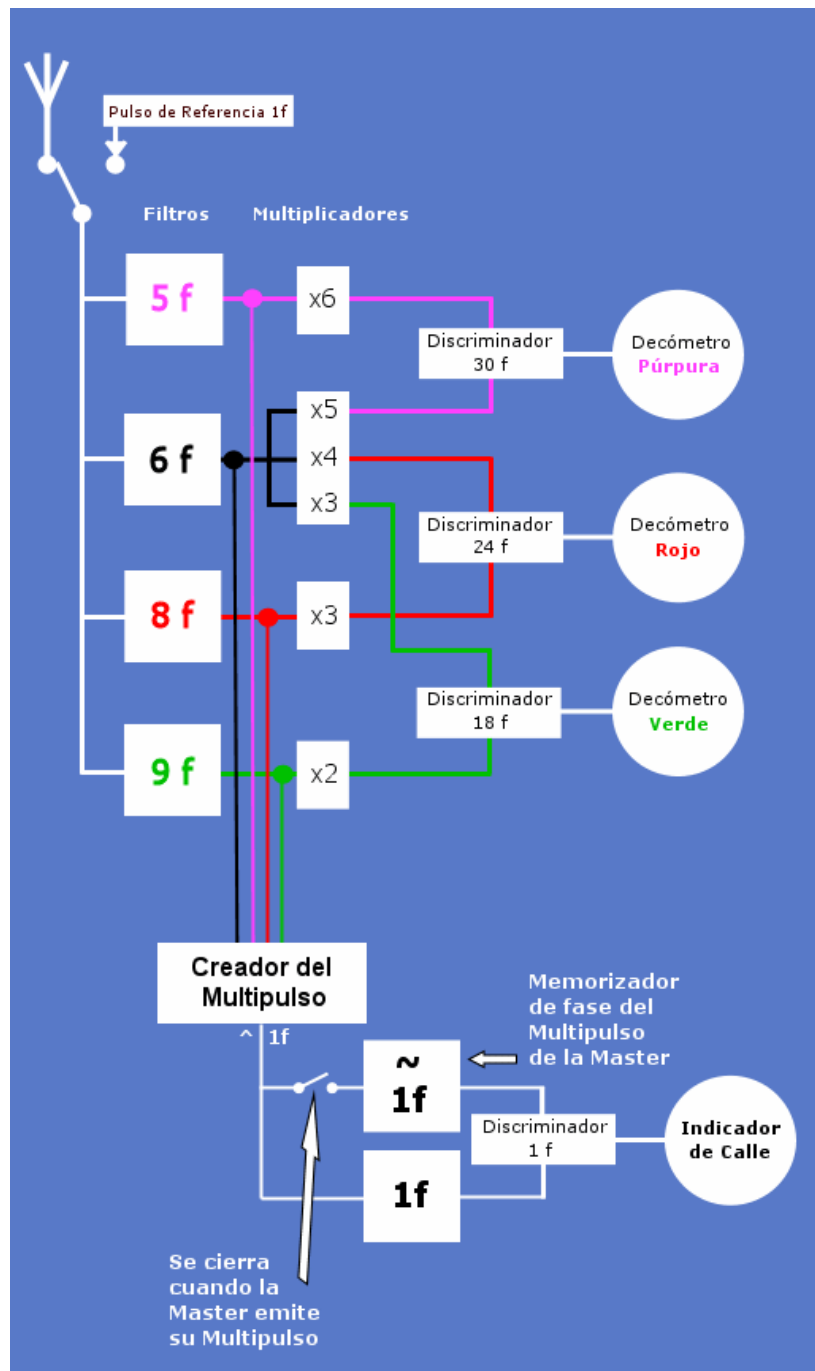 Pulso de Referencia 1f
Filtros
Multiplicadores
5 f
x6
Discriminador
30 f
Decómetro
Púrpura
6 f
x5
x4
x3
Discriminador
24 f
Decómetro
Rojo
8 f
x3
Discriminador
18 f
Decómetro
Verde
9 f
x2
Creador del
Multipulso
^ 1f
Memorizador
de fase del
Multipulso
de la Master
~
1f
Discriminador
1 f
Indicador
de Calle
1f
Se cierra
cuando la
Master emite
su Multipulso